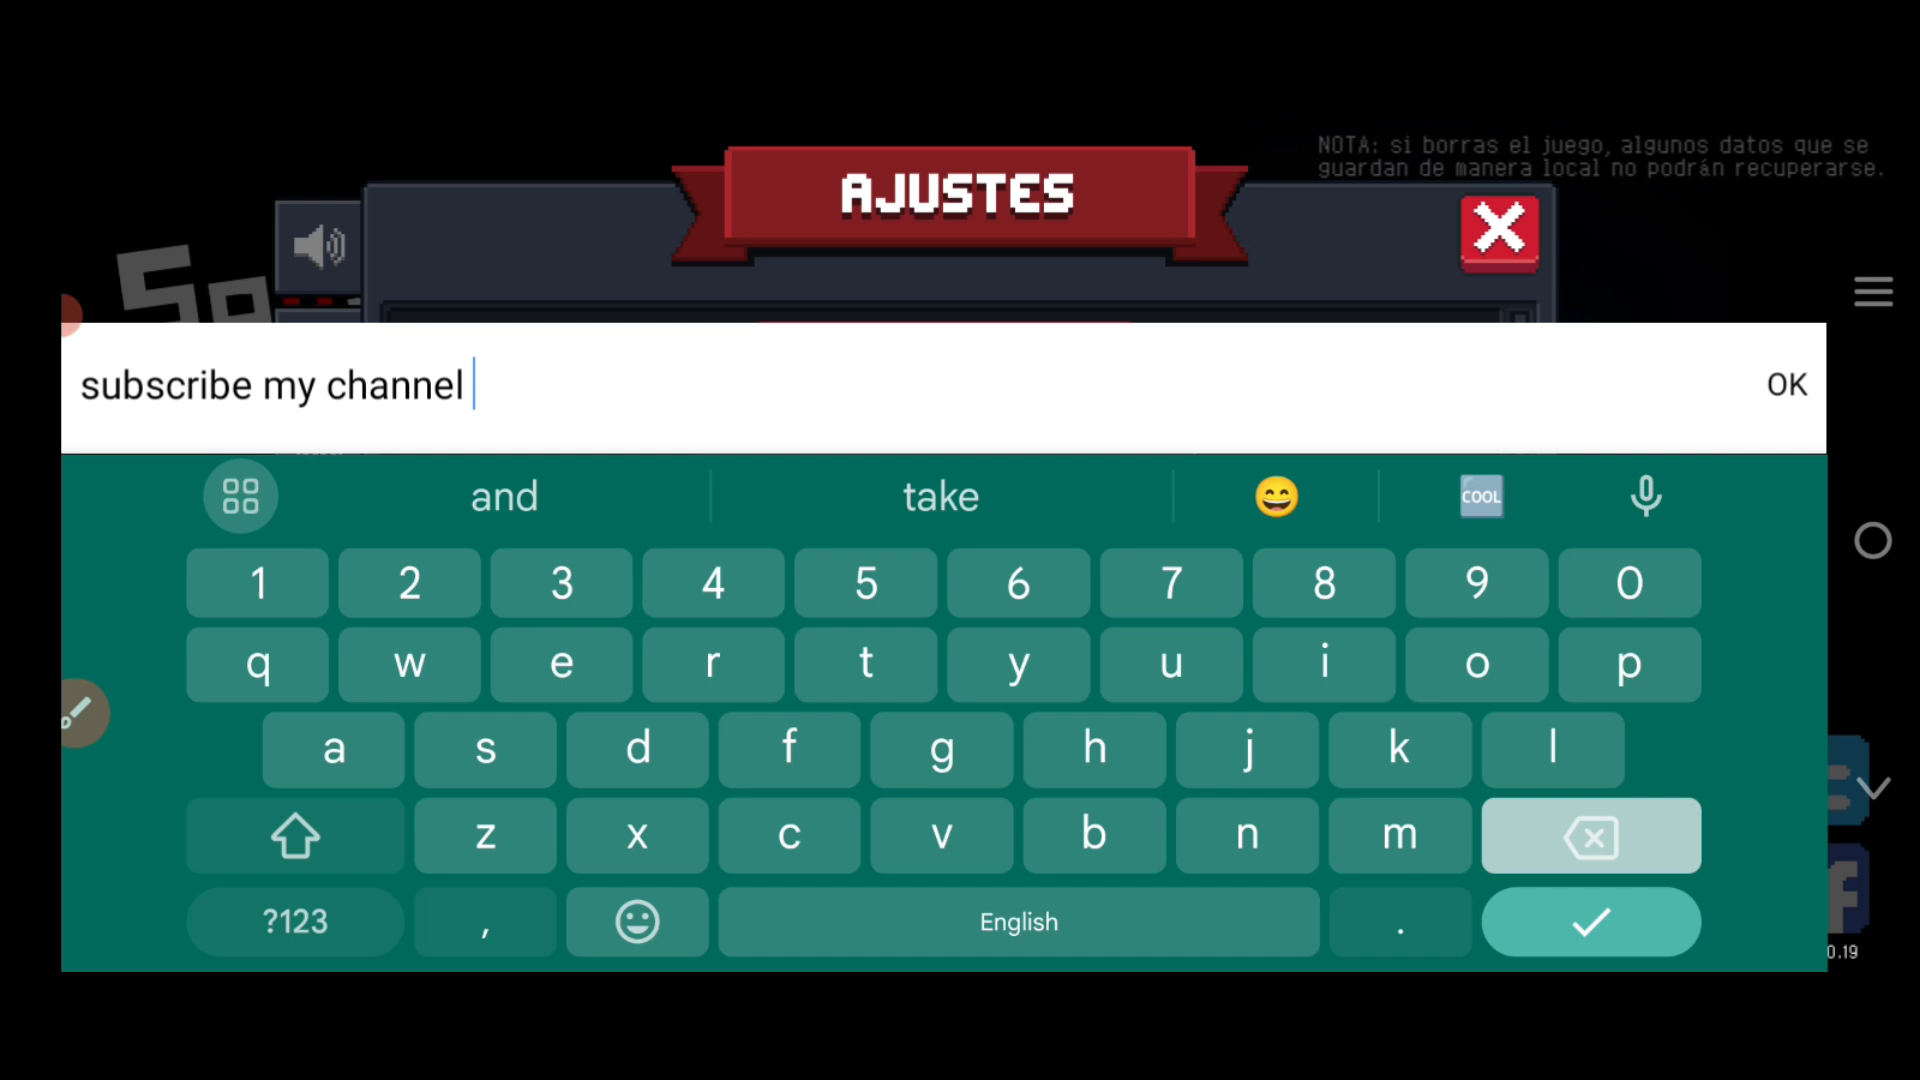 NOTA: si borras el juego, algunos datos que se
guardan de manera local no podrán recuperarse.
AJUSTES
So
subscribe my channel
OK
and take COOL
1 2 3 4 5 6 7 8 9 0
q w e r t y u i o p
a s d f g h j k l
z x c v b n m
?123 , English .
f
0.19